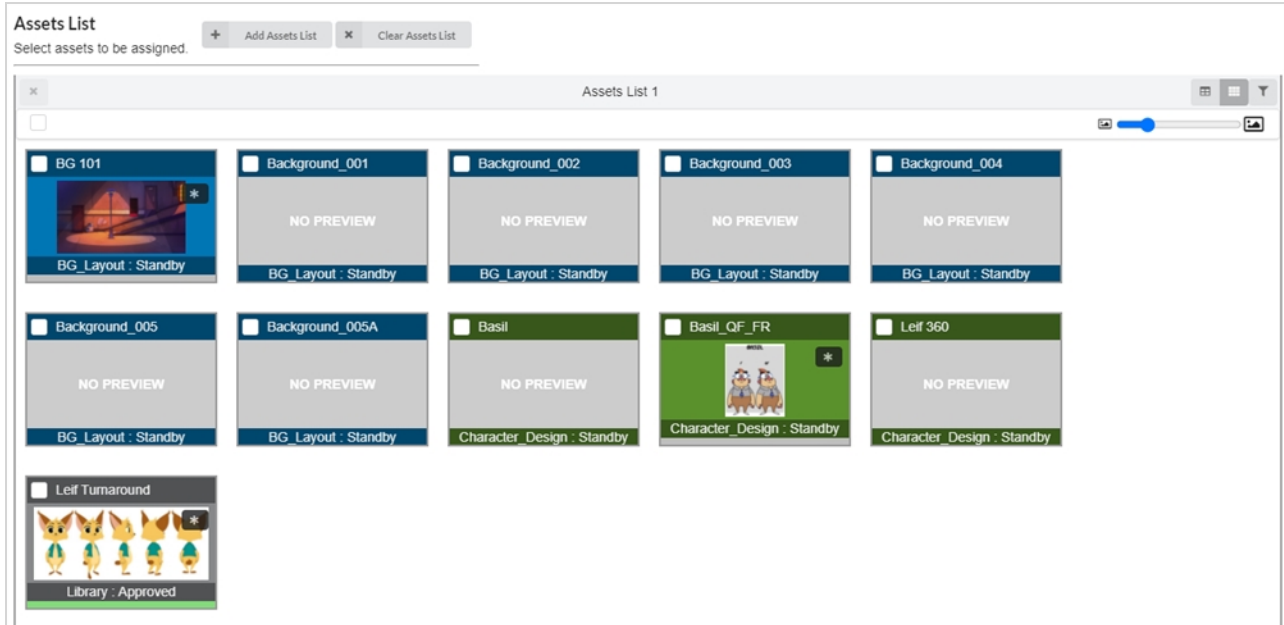 Assets List
Select assets to be assigned.
Add Assets List
Clear Assets List
Assets List 1
BG 101
Background_001
Background_002
Background_003
Background_004
NO PREVIEW
NO PREVIEW
NO PREVIEW
NO PREVIEW
BG_Layout : Standby
BG_Layout : Standby
BG_Layout : Standby
BG_Layout : Standby
BG_Layout : Standby
Background_005
Background_005A
Basil
Basil_QF_FR
Leif 360
BASIL
NO PREVIEW
NO PREVIEW
NO PREVIEW
NO PREVIEW
BG_Layout : Standby
BG_Layout : Standby
Character_Design : Standby
Character_Design : Standby
Character_Design : Standby
Leif Turnaround
Library : Approved